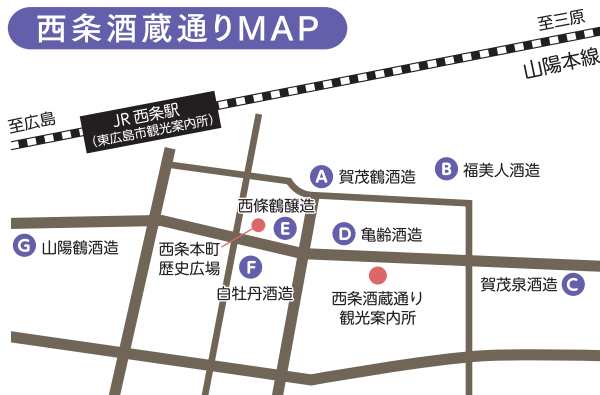 西条酒蔵通りMAP
至三原
山陽本線
至広島
JR 西条駅
(東広島市観光案内所)
A 賀茂鶴酒造
B 福美人酒造
西條鶴醸造
E
D 亀齢酒造
G 山陽鶴酒造
西条本町
歴史広場
F
白牡丹酒造
賀茂泉酒造 C
西条酒蔵通り
観光案内所